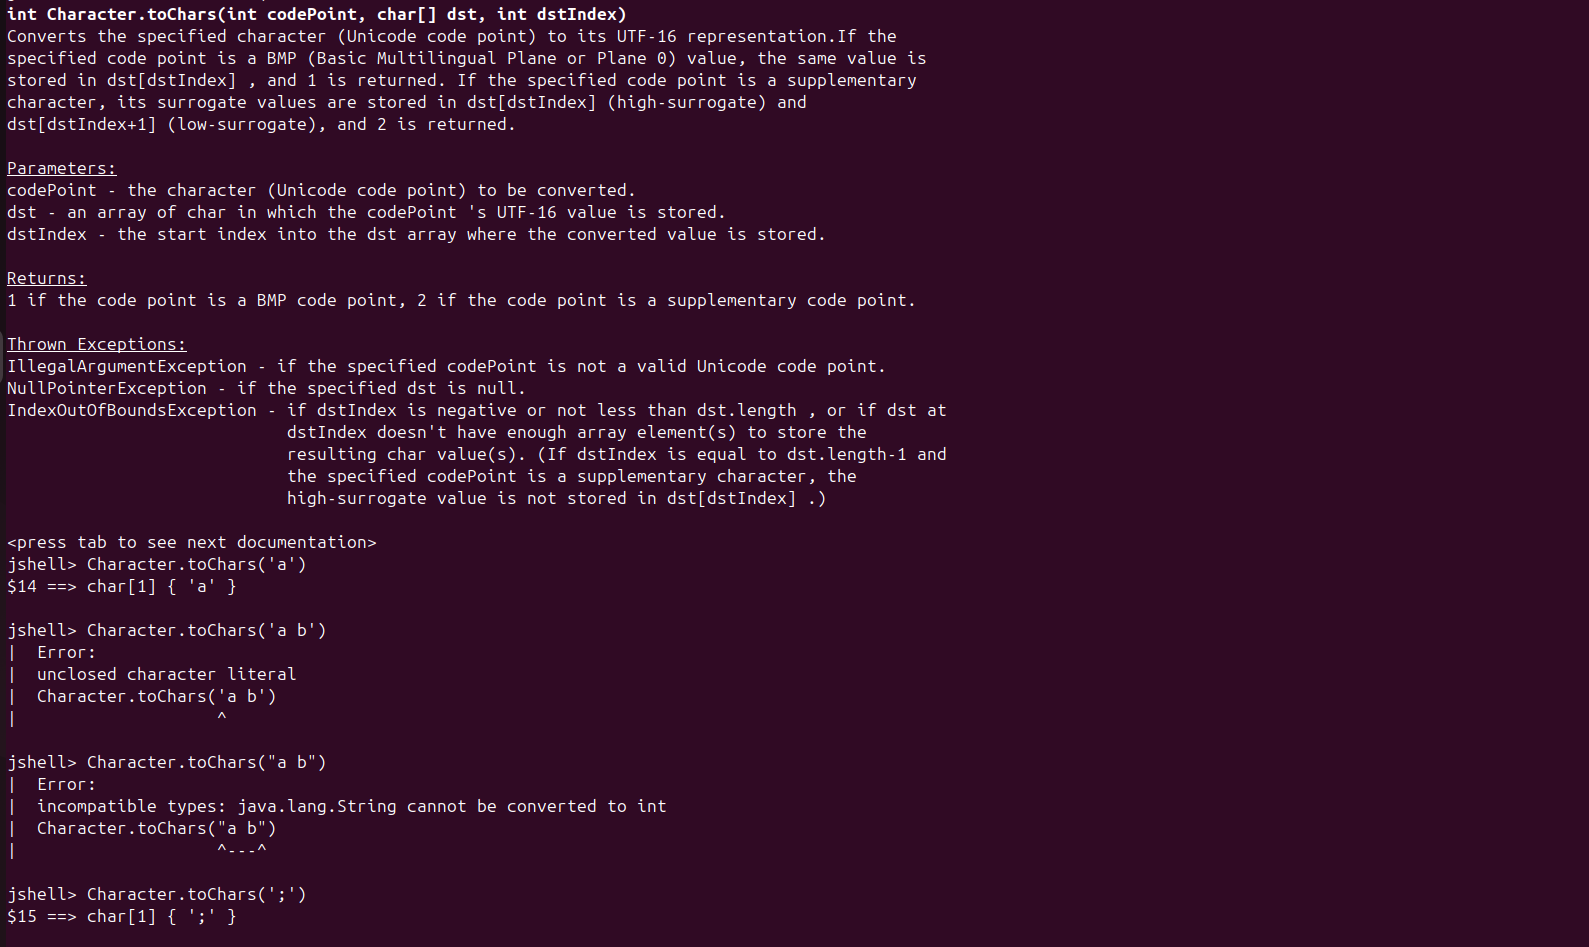 int Character.toChars(int codePoint, char[] dst, int dstIndex)
Converts the specified character (Unicode code point) to its UTF-16 representation.If the
specified code point is a BMP (Basic Multilingual Plane or Plane 0) value, the same value is
stored in dst[dstIndex] , and 1 is returned. If the specified code point is a supplementary
character, its surrogate values are stored in dst[dstIndex] (high-surrogate) and
dst[dstIndex+1] (low-surrogate), and 2 is returned.

Parameters:
codePoint - the character (Unicode code point) to be converted.
dst - an array of char in which the codePoint 's UTF-16 value is stored.
dstIndex - the start index into the dst array where the converted value is stored.

Returns:
1 if the code point is a BMP code point, 2 if the code point is a supplementary code point.

Thrown Exceptions:
IllegalArgumentException - if the specified codePoint is not a valid Unicode code point.
NullPointerException - if the specified dst is null.
IndexOutOfBoundsException - if dstIndex is negative or not less than dst.length , or if dst at
                            dstIndex doesn't have enough array element(s) to store the
                            resulting char value(s). (If dstIndex is equal to dst.length-1 and
                            the specified codePoint is a supplementary character, the
                            high-surrogate value is not stored in dst[dstIndex] .)

<press tab to see next documentation>
jshell> Character.toChars('a')
$14 ==> char[1] { 'a' }

jshell> Character.toChars('a b')
|  Error:
|  unclosed character literal
|  Character.toChars('a b')
|                    ^

jshell> Character.toChars("a b")
|  Error:
|  incompatible types: java.lang.String cannot be converted to int
|  Character.toChars("a b")
|                    ^---^

jshell> Character.toChars(';')
$15 ==> char[1] { ';' }